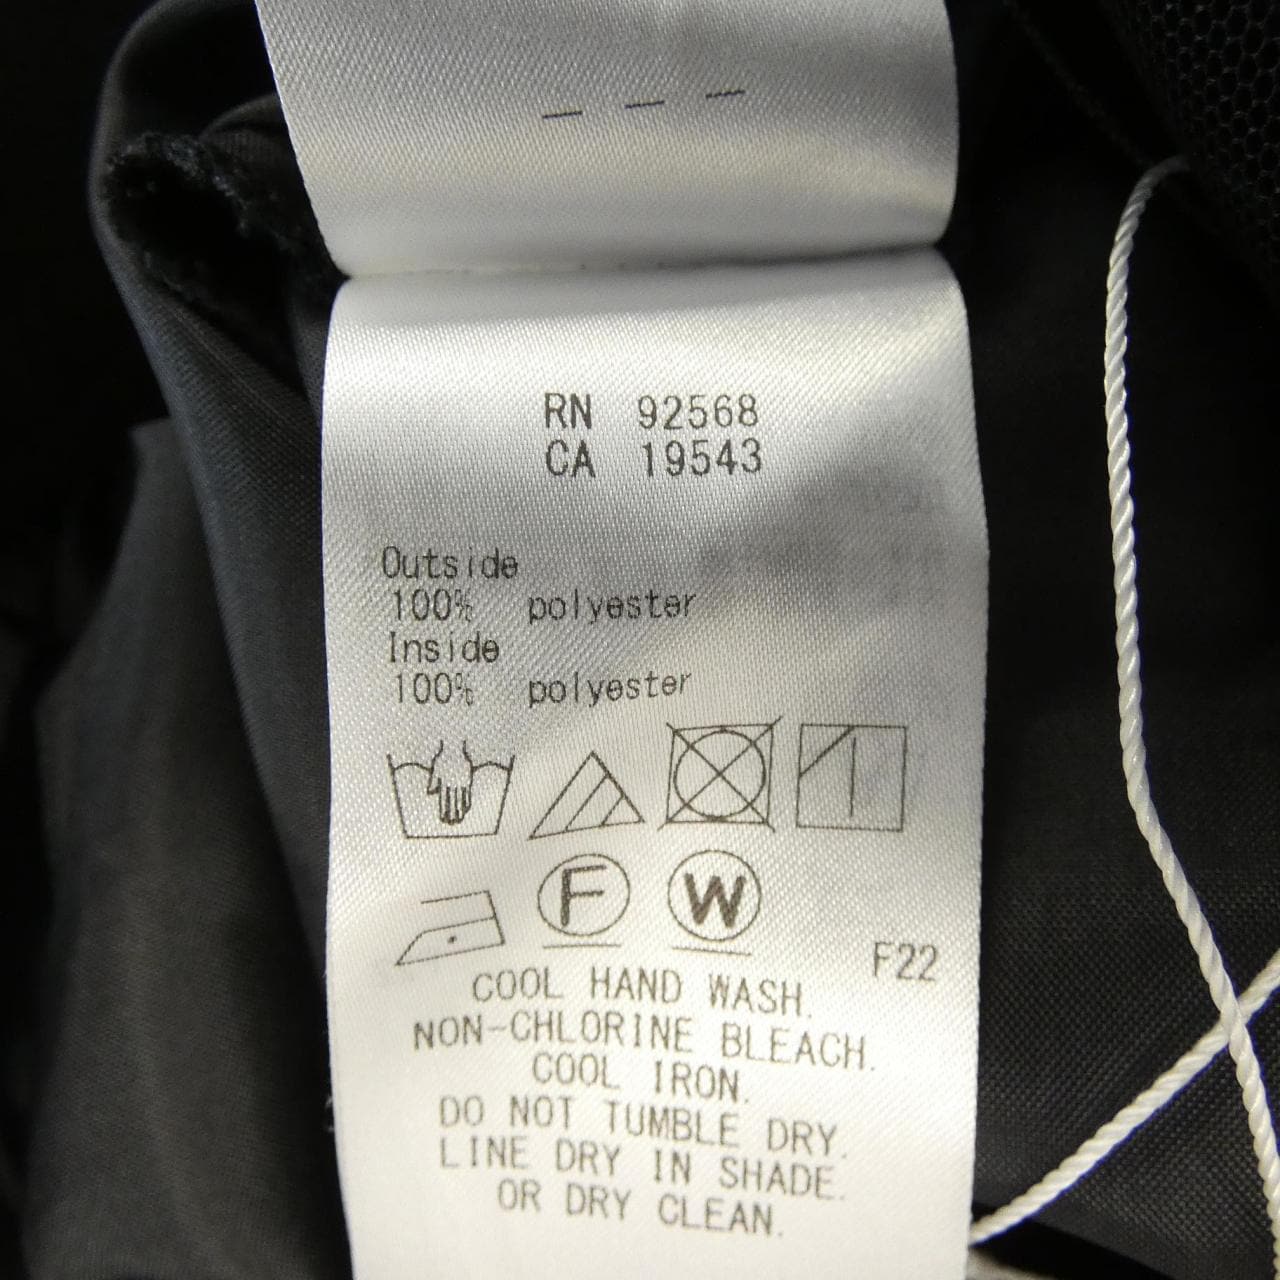 — — —
RN 92568
CA 19543
Outside
100% polyester
Inside
100% polyester
F W
F22
COOL HAND WASH.
NON-CHLORINE BLEACH.
COOL IRON.
DO NOT TUMBLE DRY.
LINE DRY IN SHADE.
OR DRY CLEAN.